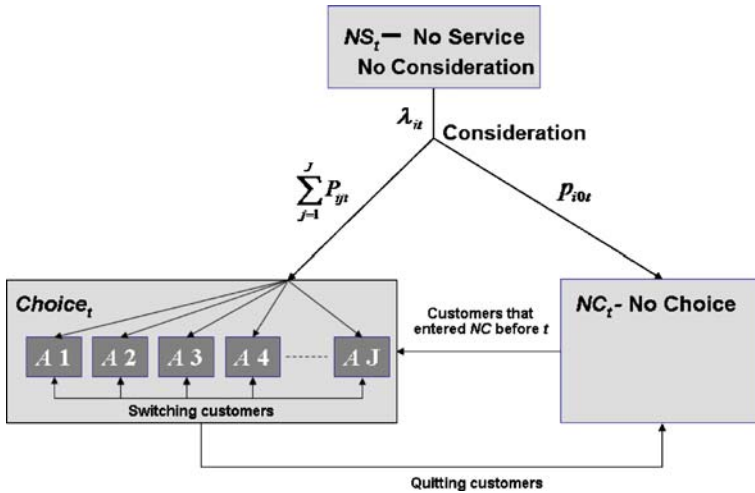 NSt — No Service
No Consideration
λit
Consideration
∑ j=1 J Pijt
pi0t
Choicet
A 1 A 2 A 3 A 4 A J
Switching customers
Customers that
entered NC before t
NCt - No Choice
Quitting customers